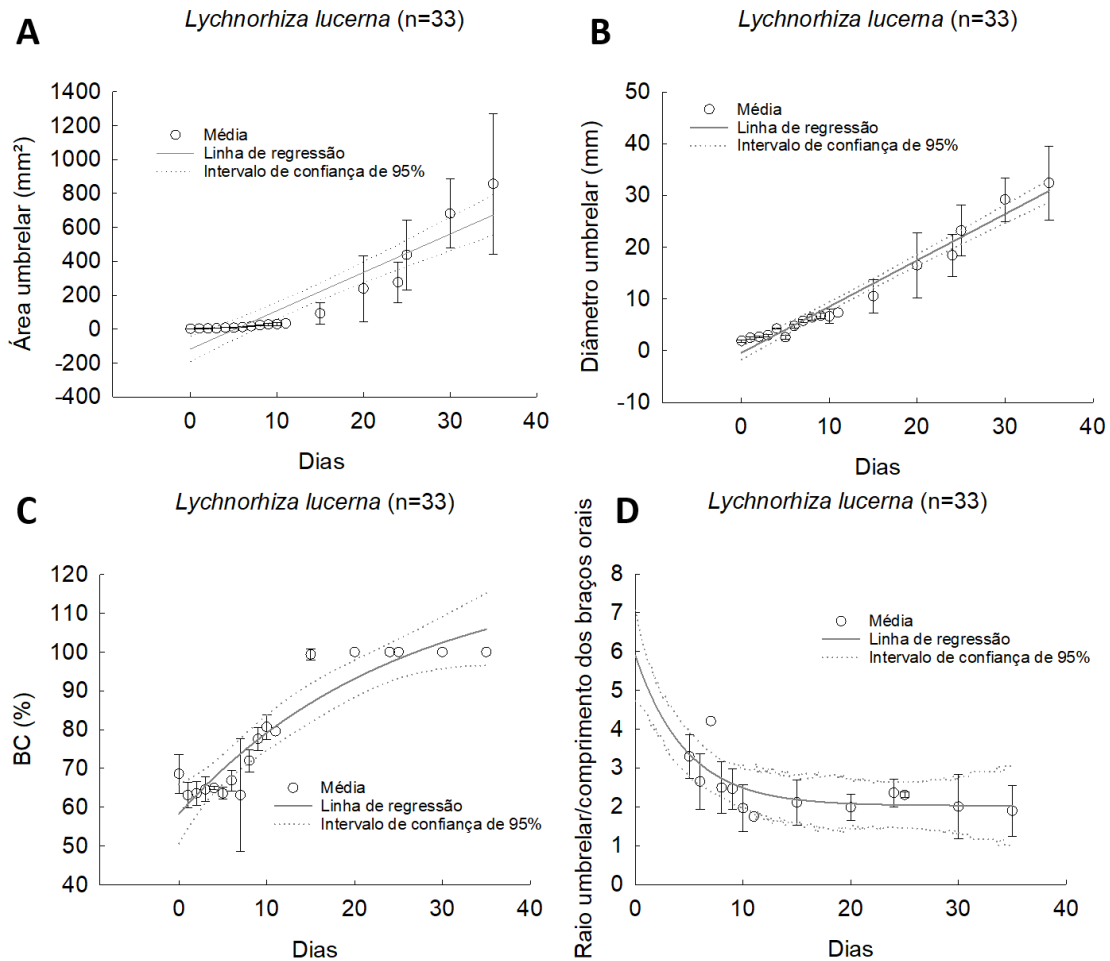 A
Lychnorhiza lucerna (n=33)
1400
1200
1000
800
600
400
200
0
-200
-400
Área umbrelar (mm²)
Média
Linha de regressão
Intervalo de confiança de 95%
0 10 20 30 40
Dias
B
Lychnorhiza lucerna (n=33)
50
40
30
20
10
0
-10
Diâmetro umbrelar (mm)
Média
Linha de regressão
Intervalo de confiança de 95%
0 10 20 30 40
Dias
C
Lychnorhiza lucerna (n=33)
120
110
100
90
80
70
60
50
40
BC (%)
Média
Linha de regressão
Intervalo de confiança de 95%
0 10 20 30 40
Dias
D
Lychnorhiza lucerna (n=33)
8
7
6
5
4
3
2
1
0
Raio umbrelar/comprimento dos braços orais
Média
Linha de regressão
Intervalo de confiança de 95%
0 10 20 30 40
Dias